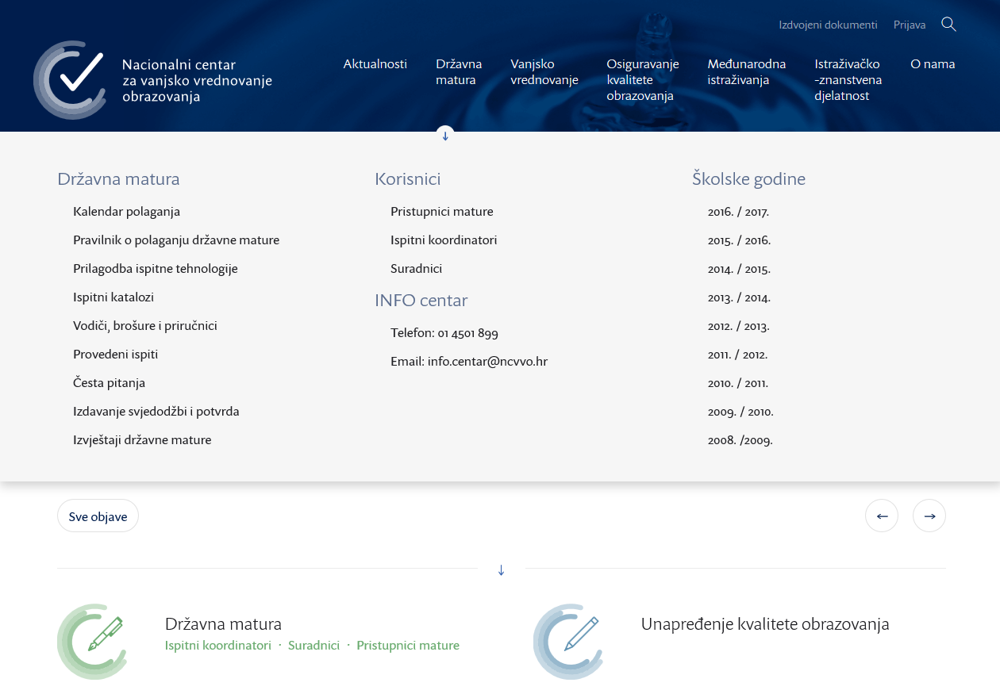 Izdvojeni dokumenti
Prijava
Nacionalni centar
za vanjsko vrednovanje
obrazovanja
Aktualnosti
Državna
matura
Vanjsko
vrednovanje
Osiguravanje
kvalitete
obrazovanja
Međunarodna
istraživanja
Istraživačko
-znanstvena
djelatnost
O nama
Državna matura
Kalendar polaganja
Pravilnik o polaganju državne mature
Prilagodba ispitne tehnologije
Ispitni katalozi
Vodiči, brošure i priručnici
Provedeni ispiti
Česta pitanja
Izdavanje svjedodžbi i potvrda
Izvještaji državne mature
Korisnici
Pristupnici mature
Ispitni koordinatori
Suradnici
INFO centar
Telefon: 01 4501 899
Email: info.centar@ncvvo.hr
Školske godine
2016. / 2017.
2015. / 2016.
2014. / 2015.
2013. / 2014.
2012. / 2013.
2011. / 2012.
2010. / 2011.
2009. / 2010.
2008. /2009.
Sve objave
Državna matura
Ispitni koordinatori · Suradnici · Pristupnici mature
Unapređenje kvalitete obrazovanja